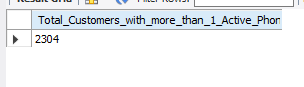 Result Grid Filter Rows:
Total_Customers_with_more_than_1_Active_Phon
2304